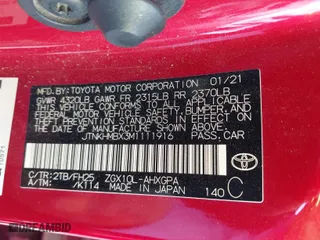 MFD.BY:TOYOTA MOTOR CORPORATION 01/21
GVWR 4320LB GAWR FR 2315LB RR 2370LB
THIS VEHICLE CONFORMS TO ALL APPLICABLE
FEDERAL MOTOR VEHICLE SAFETY, BUMPER, AND
THEFT PREVENTION STANDARDS IN EFFECT ON
THE DATE OF MANUFACTURE SHOWN ABOVE.
JTNKHMBX3M1111916 PASS.CAR
C/TR:2TB/FH25 ZGX10L-AHXGPA
A/TM: /K114 MADE IN JAPAN 140 C
TOYOTA